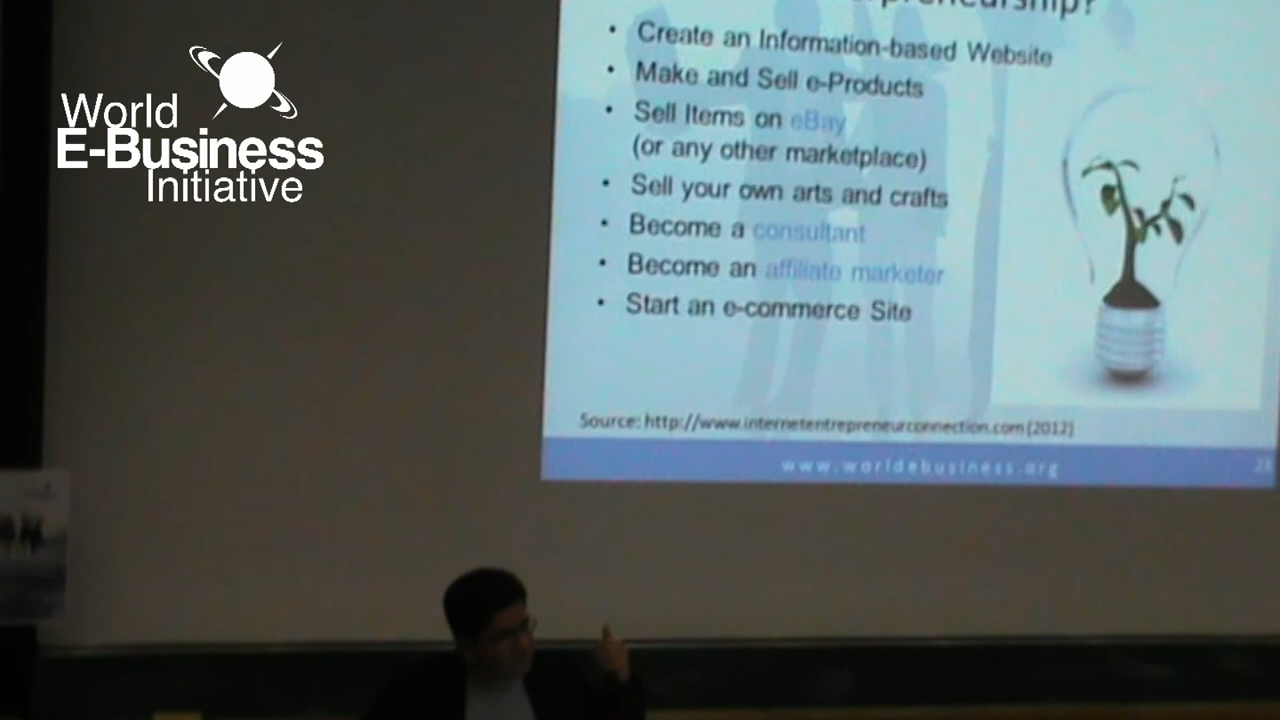 World
E-Business
Initiative
• Create an Information-based Website
• Make and Sell e-Products
• Sell Items on eBay
(or any other marketplace)
• Sell your own arts and crafts
• Become a consultant
• Become an affiliate marketer
• Start an e-commerce Site
Source: http://www.internetentrepreneurconnection.com (2012)
www.worldebusiness.org